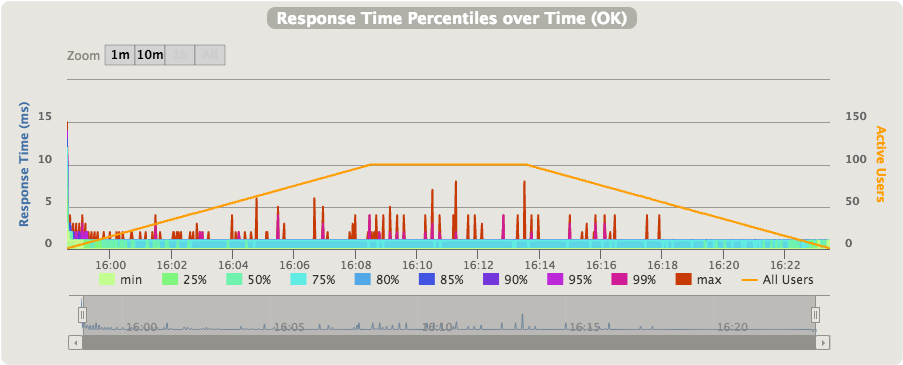 Response Time Percentiles over Time (OK)
Zoom 1m 10m 1h All
Response Time (ms)
15
10
5
0
150
100
50
0
Active Users
16:00 16:02 16:04 16:06 16:08 16:10 16:12 16:14 16:16 16:18 16:20 16:22
min 25% 50% 75% 80% 85% 90% 95% 99% max All Users
16:00 16:05 16:10 16:15 16:20